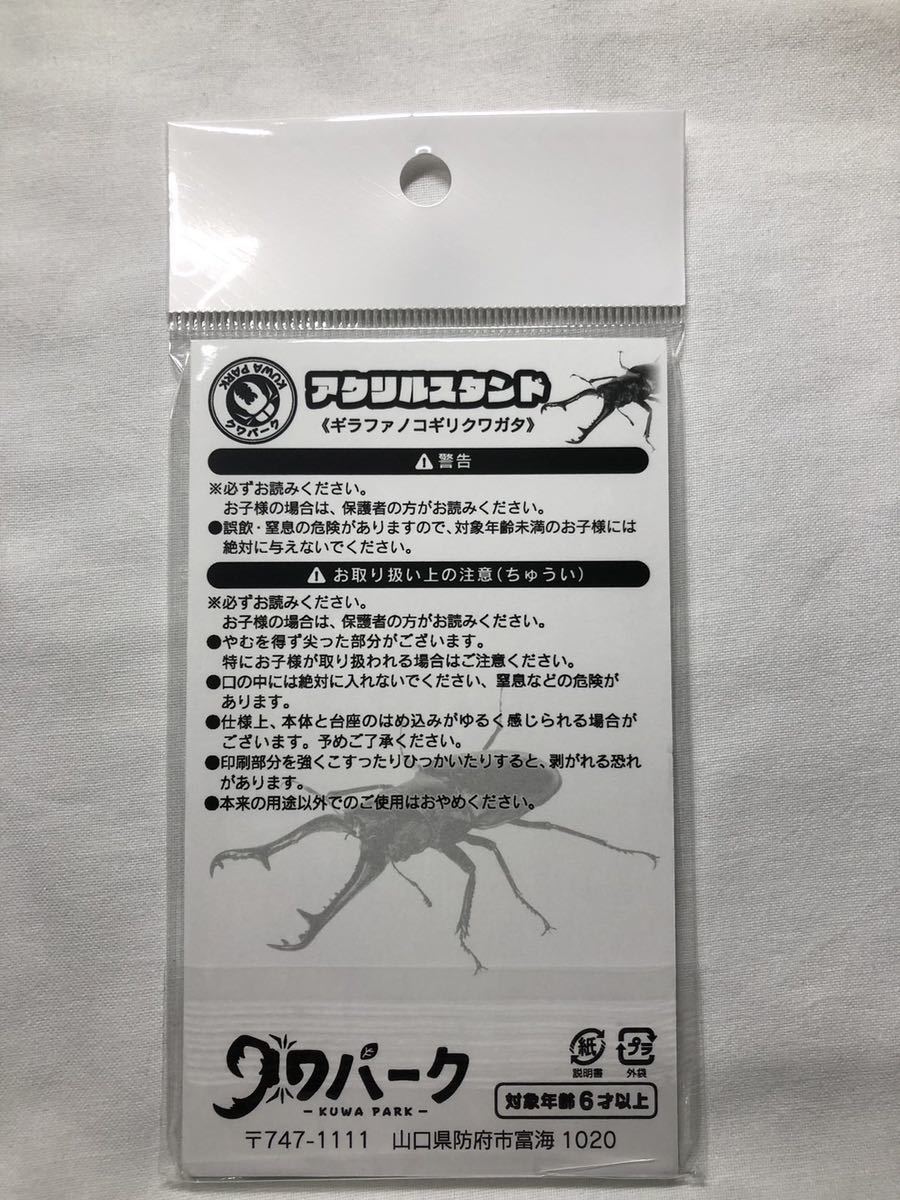 KUWA PARK
クワパーク
アクリルスタンド
《ギラファノコギリクワガタ》
警告
※必ずお読みください。
お子様の場合は、保護者の方がお読みください。
●誤飲・窒息の危険がありますので、対象年齢未満のお子様には
絶対に与えないでください。
お取り扱い上の注意(ちゅうい)
※必ずお読みください。
お子様の場合は、保護者の方がお読みください。
●やむを得ず尖った部分がございます。
特にお子様が取り扱われる場合はご注意ください。
●口の中には絶対に入れないでください、窒息などの危険が
あります。
●仕様上、本体と台座のはめ込みがゆるく感じられる場合が
ございます。予めご了承ください。
●印刷部分を強くこすったりひっかいたりすると、剥がれる恐れ
があります。
●本来の用途以外でのご使用はおやめください。
クワパーク
- KUWA PARK -
紙
説明書
プラ
外袋
対象年齢6才以上
〒747-1111 山口県防府市富海1020